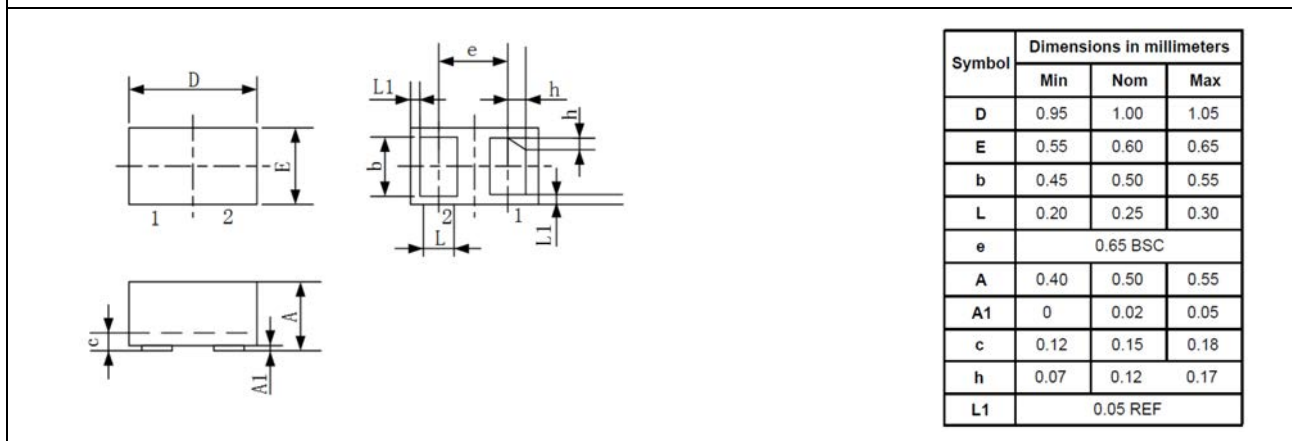 D
E
1 2
e
L1
h
h
b
2 1
L
L1
A
c
A1
Symbol Dimensions in millimeters
Min Nom Max
D 0.95 1.00 1.05
E 0.55 0.60 0.65
b 0.45 0.50 0.55
L 0.20 0.25 0.30
e 0.65 BSC
A 0.40 0.50 0.55
A1 0 0.02 0.05
c 0.12 0.15 0.18
h 0.07 0.12 0.17
L1 0.05 REF